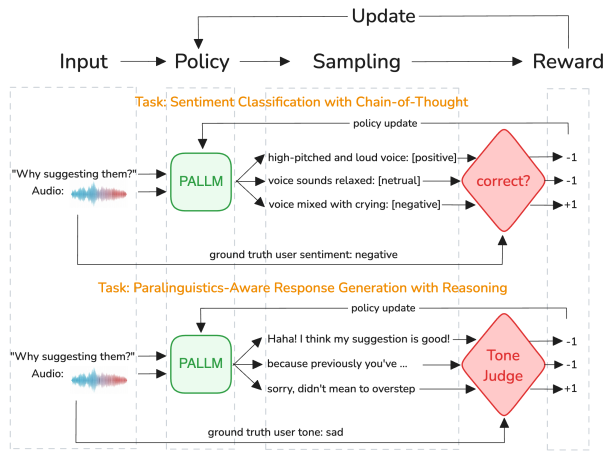 Update
Input
Policy
Sampling
Reward
Task: Sentiment Classification with Chain-of-Thought
policy update
"Why suggesting them?"
Audio:
PALLM
high-pitched and loud voice: [positive]
voice sounds relaxed: [netrual]
voice mixed with crying: [negative]
correct?
-1
-1
+1
ground truth user sentiment: negative
Task: Paralinguistics-Aware Response Generation with Reasoning
policy update
"Why suggesting them?"
Audio:
PALLM
Haha! I think my suggestion is good!
because previously you've ...
sorry, didn't mean to overstep
Tone
Judge
-1
-1
+1
ground truth user tone: sad